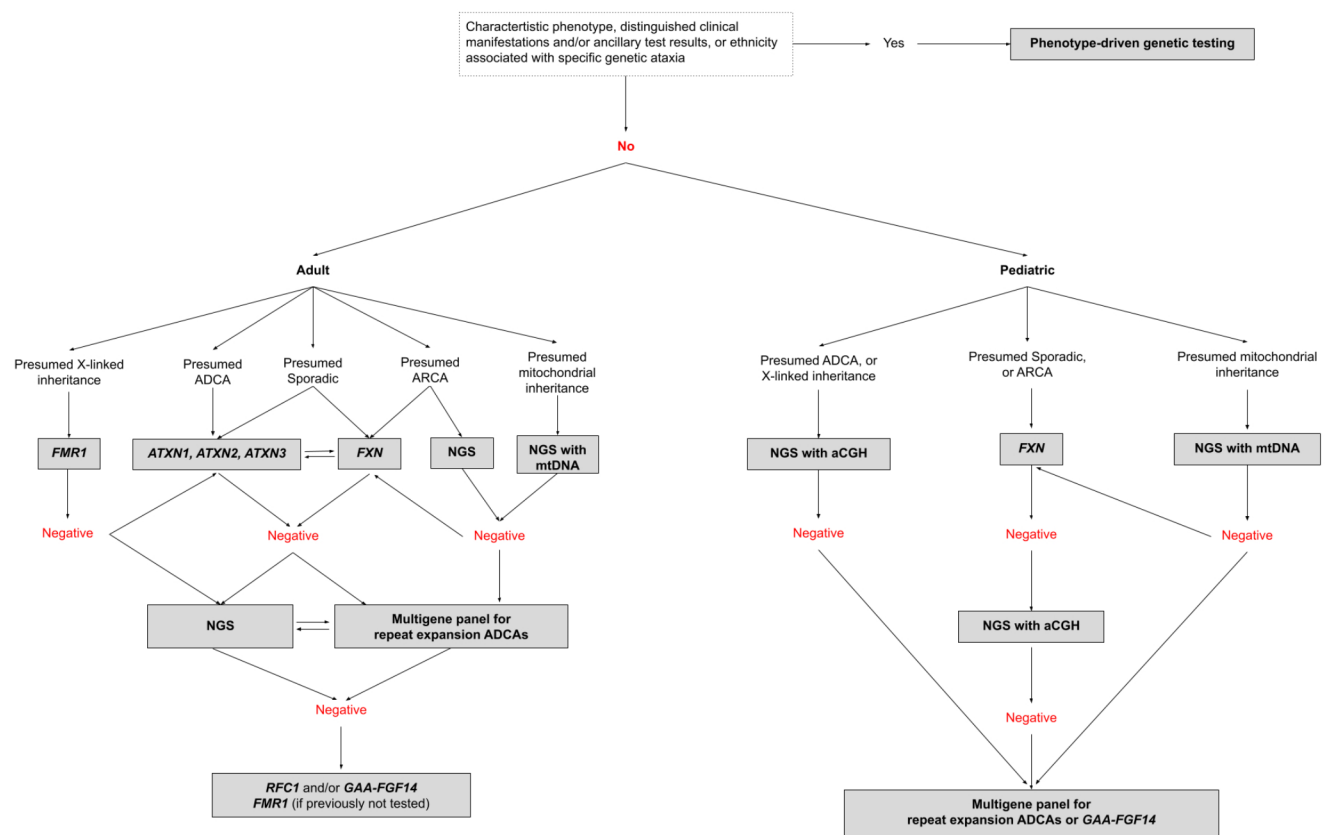 Charactertistic phenotype, distinguished clinical
manifestations and/or ancillary test results, or ethnicity
associated with specific genetic ataxia
Yes
Phenotype-driven genetic testing
No
Adult
Pediatric
Presumed X-linked
inheritance
Presumed
ADCA
Presumed
Sporadic
Presumed
ARCA
Presumed
mitochondrial
inheritance
Presumed ADCA, or
X-linked inheritance
Presumed Sporadic,
or ARCA
Presumed mitochondrial
inheritance
FMR1
ATXN1, ATXN2, ATXN3
FXN
NGS
NGS with
mtDNA
NGS with aCGH
FXN
NGS with mtDNA
Negative
Negative
Negative
Negative
Negative
Negative
NGS
Multigene panel for
repeat expansion ADCAs
NGS with aCGH
Negative
Negative
RFC1 and/or GAA-FGF14
FMR1 (if previously not tested)
Multigene panel for
repeat expansion ADCAs or GAA-FGF14